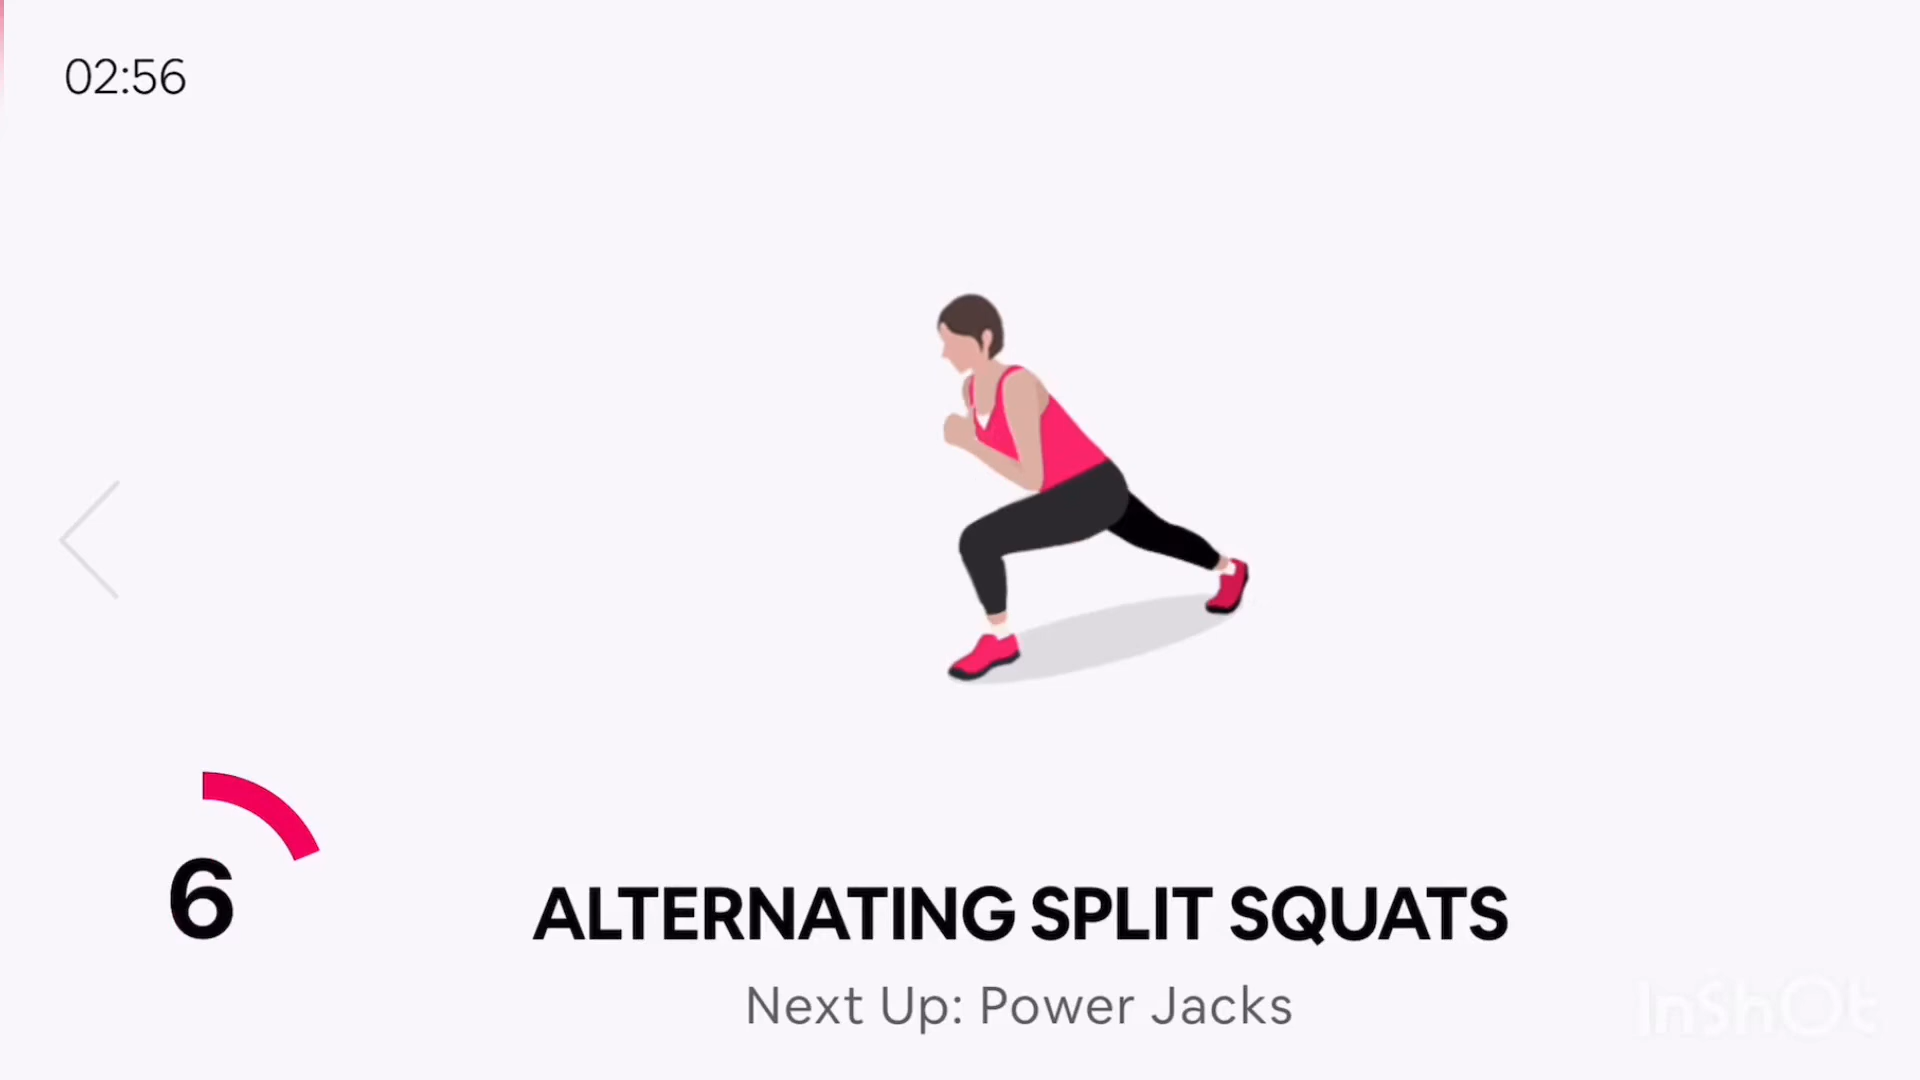 02:56
6
ALTERNATING SPLIT SQUATS
Next Up: Power Jacks
InShOt